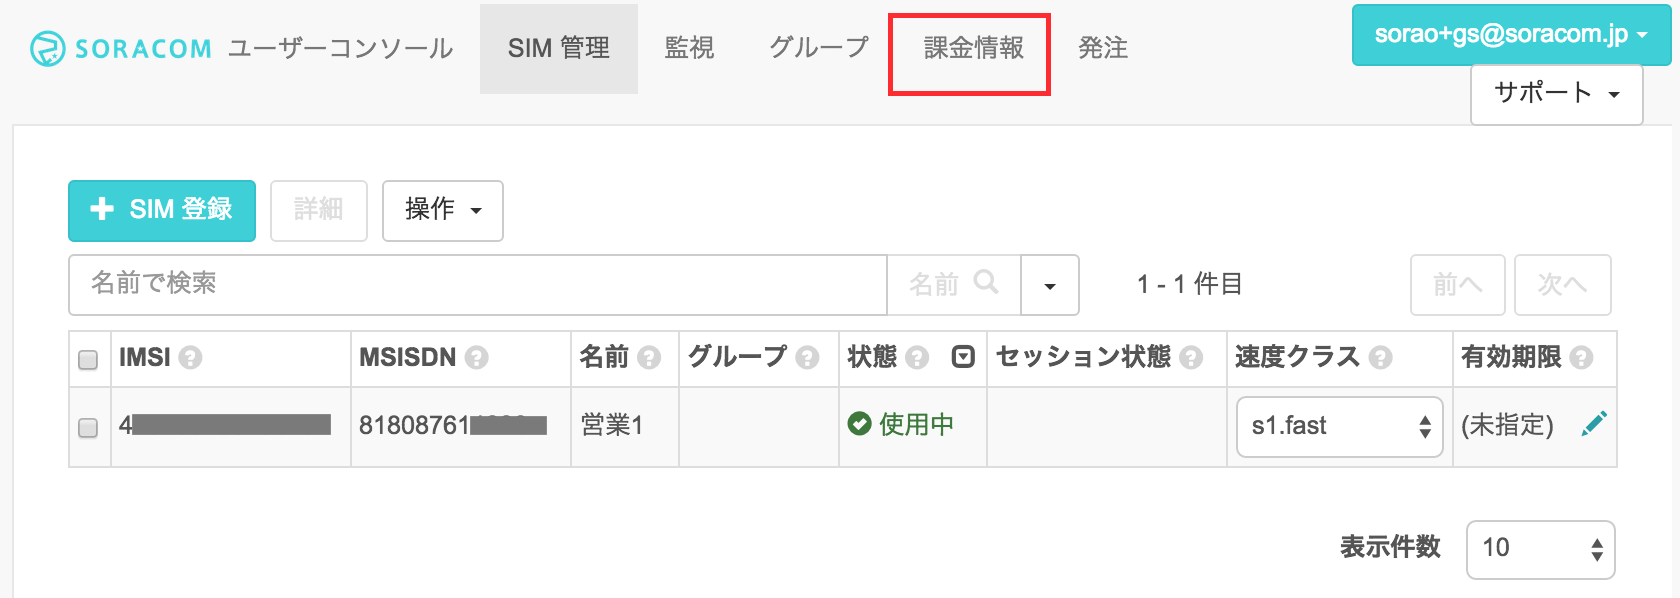 SORACOM ユーザーコンソール SIM 管理 監視 グループ 課金情報 発注 sorao+gs@soracom.jp
サポート
SIM 登録 詳細 操作
名前で検索 名前 1 - 1 件目 前へ 次へ
IMSI ? MSISDN ? 名前 ? グループ ? 状態 ? セッション状態 ? 速度クラス ? 有効期限 ?
4 81808761 営業1 使用中 s1.fast (未指定)
表示件数 10